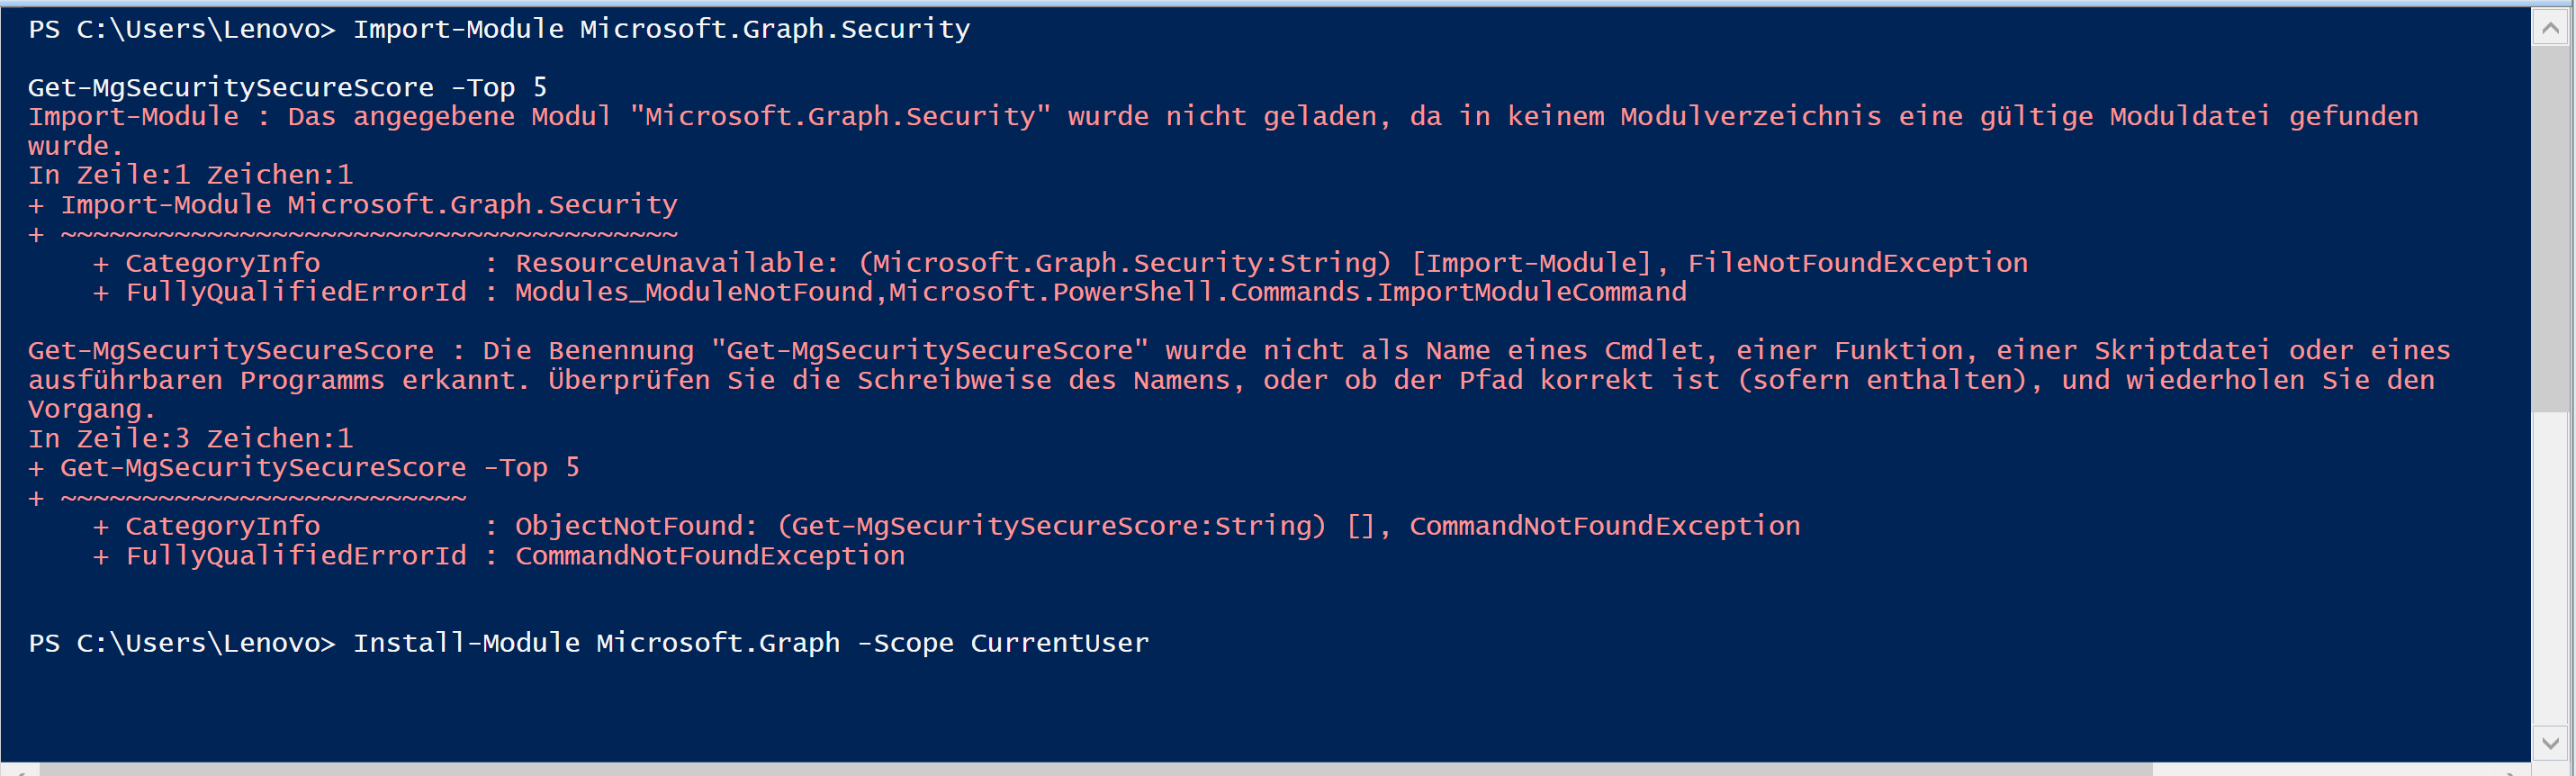 PS C:\Users\Lenovo> Import-Module Microsoft.Graph.Security
Get-MgSecuritySecureScore -Top 5
Import-Module : Das angegebene Modul "Microsoft.Graph.Security" wurde nicht geladen, da in keinem Modulverzeichnis eine gültige Moduldatei gefunden
wurde.
In Zeile:1 Zeichen:1
+ Import-Module Microsoft.Graph.Security
+ ~~~~~~~~~~~~~~~~~~~~~~~~~~~~~~~~~~~~~~
    + CategoryInfo          : ResourceUnavailable: (Microsoft.Graph.Security:String) [Import-Module], FileNotFoundException
    + FullyQualifiedErrorId : Modules_ModuleNotFound,Microsoft.PowerShell.Commands.ImportModuleCommand
Get-MgSecuritySecureScore : Die Benennung "Get-MgSecuritySecureScore" wurde nicht als Name eines Cmdlet, einer Funktion, einer Skriptdatei oder eines
ausführbaren Programms erkannt. Überprüfen Sie die Schreibweise des Namens, oder ob der Pfad korrekt ist (sofern enthalten), und wiederholen Sie den
Vorgang.
In Zeile:3 Zeichen:1
+ Get-MgSecuritySecureScore -Top 5
+ ~~~~~~~~~~~~~~~~~~~~~~~~~
    + CategoryInfo          : ObjectNotFound: (Get-MgSecuritySecureScore:String) [], CommandNotFoundException
    + FullyQualifiedErrorId : CommandNotFoundException
PS C:\Users\Lenovo> Install-Module Microsoft.Graph -Scope CurrentUser